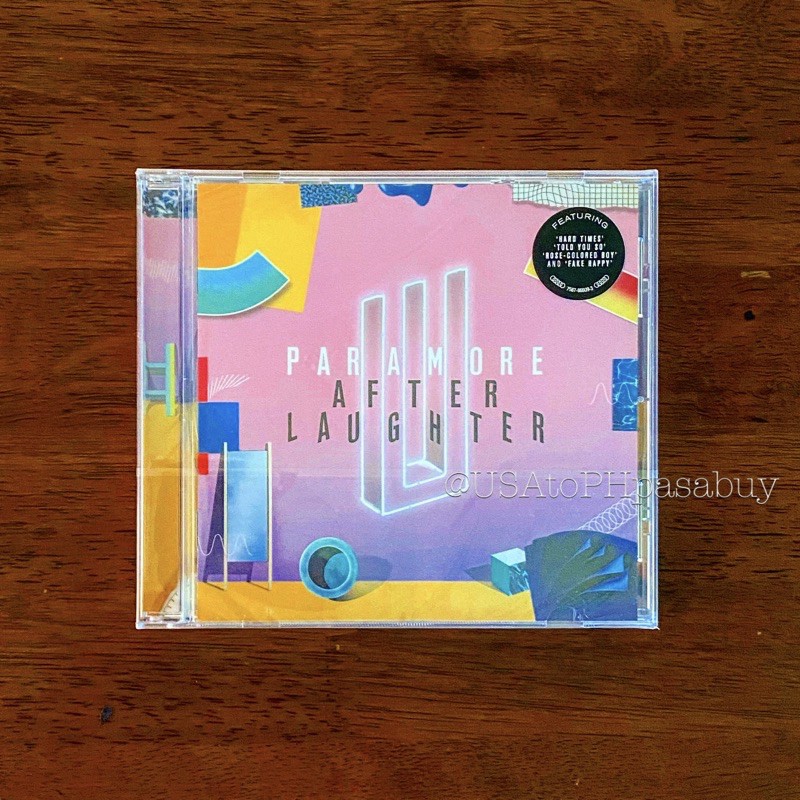 FEATURING
'HARD TIMES'
'TOLD YOU SO'
'ROSE-COLORED BOY'
AND 'FAKE HAPPY'
PARAMORE
AFTER
LAUGHTER
@USAtoPHpasabuy